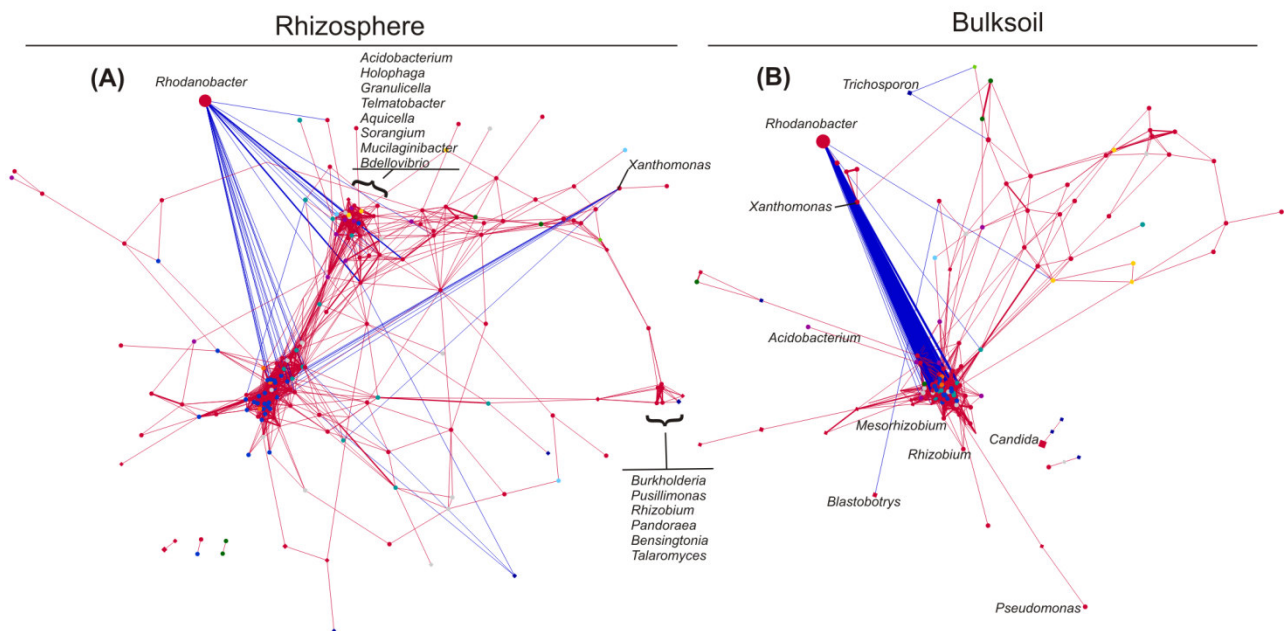 Rhizosphere
(A)
Rhodanobacter
Acidobacterium
Holophaga
Granulicella
Telmatobacter
Aquicella
Sorangium
Mucilaginibacter
Bdellovibrio
Xanthomonas
Burkholderia
Pusillimonas
Rhizobium
Pandoraea
Bensingtonia
Talaromyces
Bulksoil
(B)
Trichosporon
Rhodanobacter
Xanthomonas
Acidobacterium
Mesorhizobium
Rhizobium
Candida
Blastobotrys
Pseudomonas